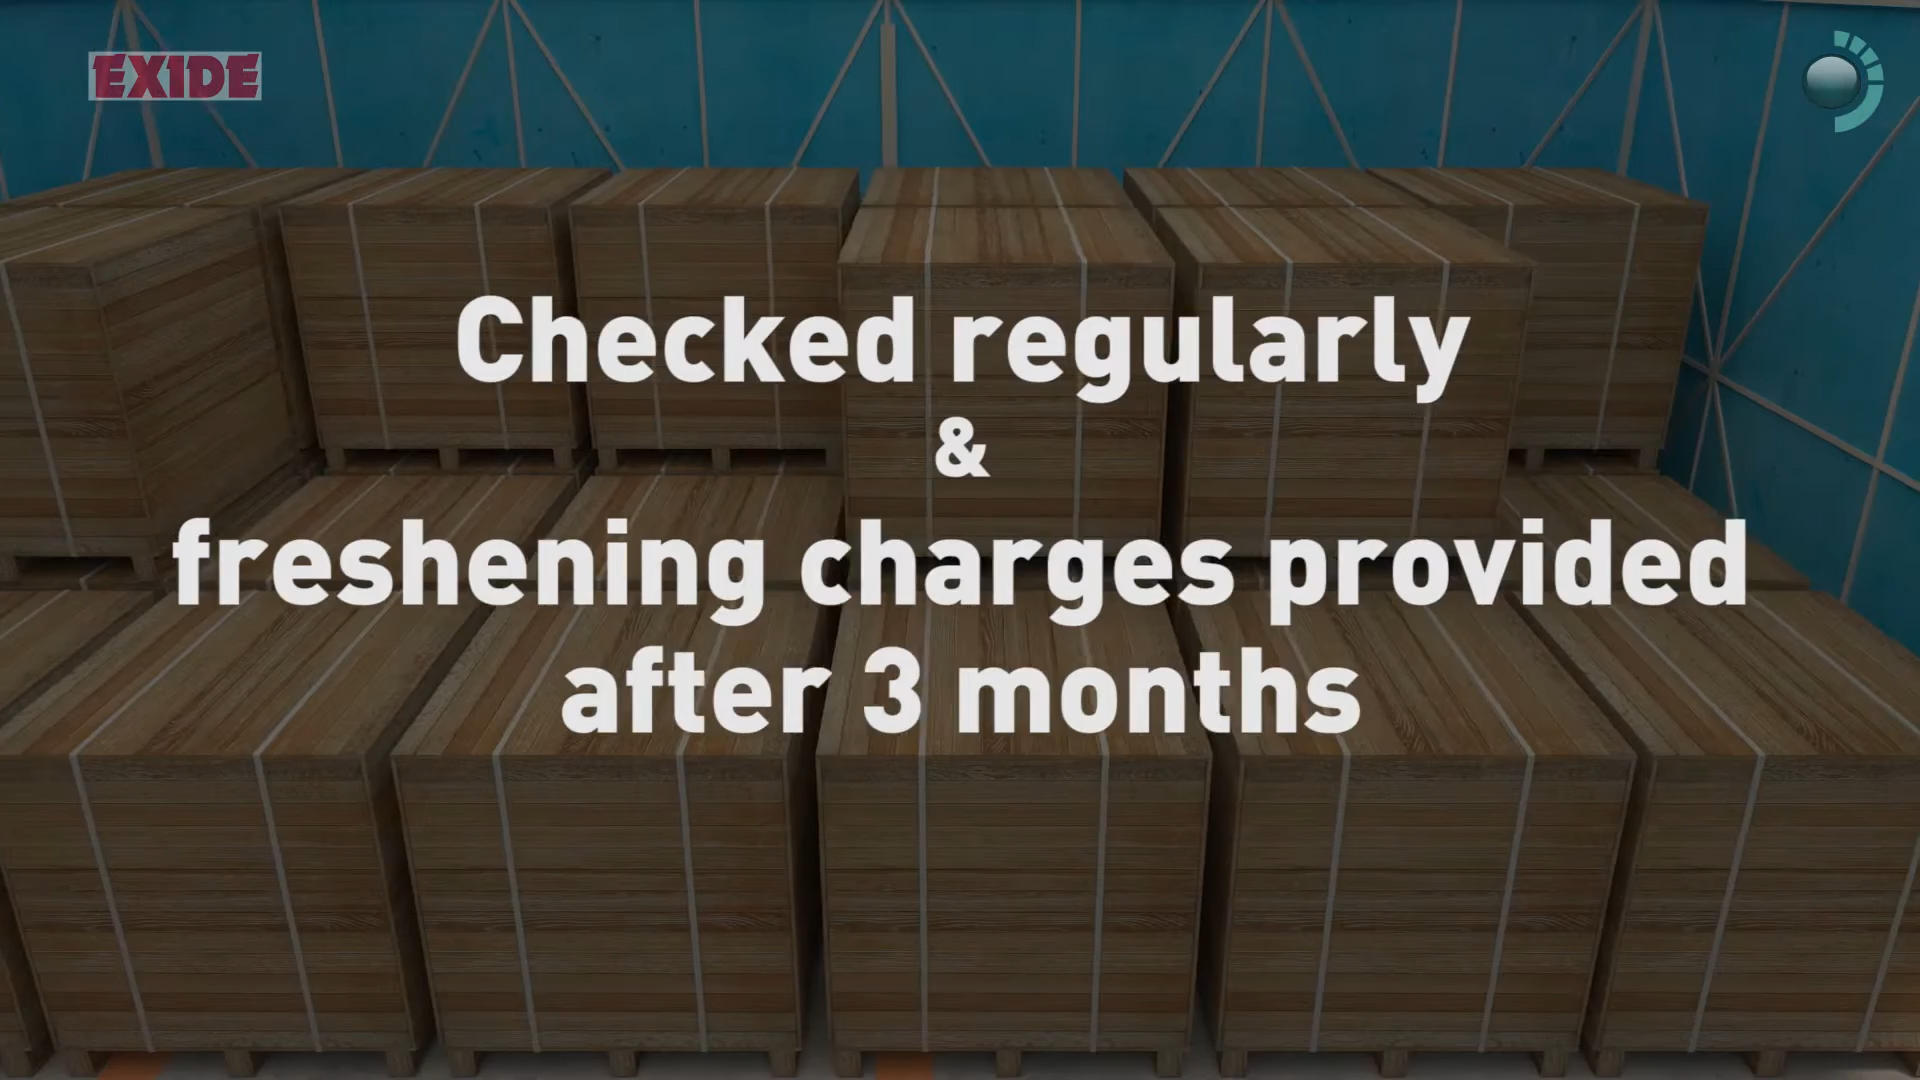 EXIDE
Checked regularly
&
freshening charges provided
after 3 months